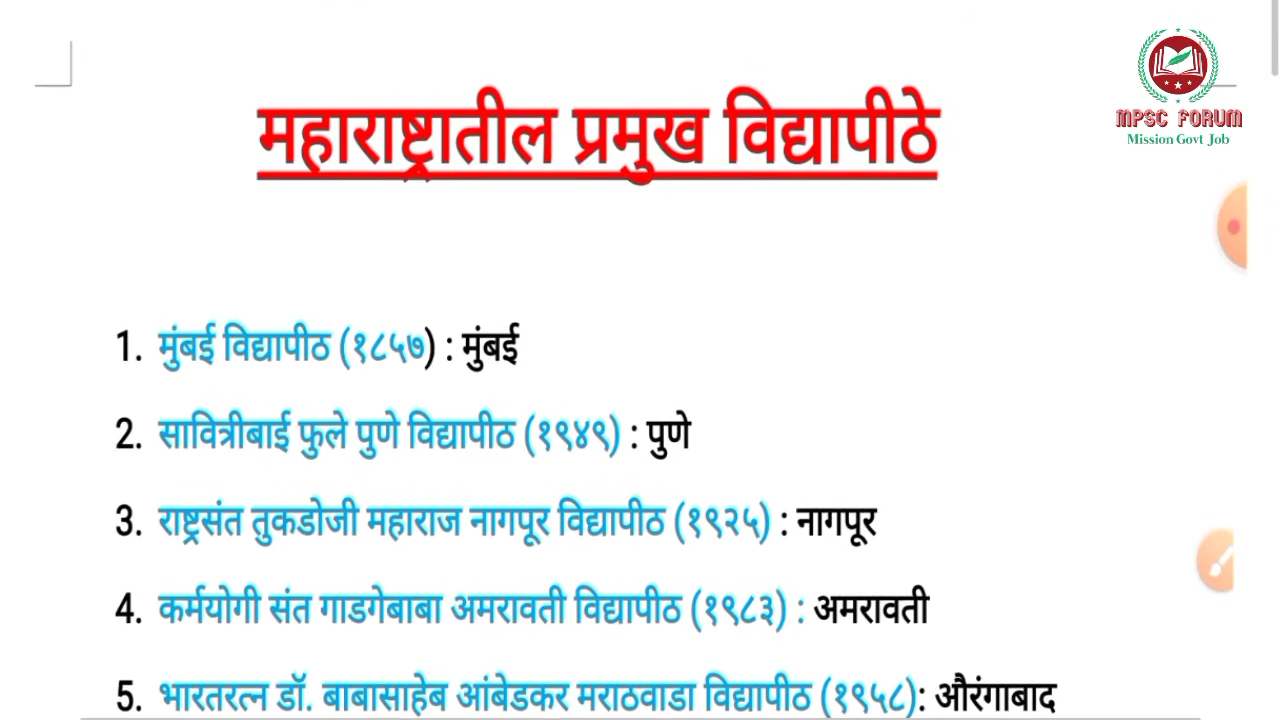 MPSC FORUM
Mission Govt Job
महाराष्ट्रातील प्रमुख विद्यापीठे
1. मुंबई विद्यापीठ (१८५७) : मुंबई
2. सावित्रीबाई फुले पुणे विद्यापीठ (१९४९) : पुणे
3. राष्ट्रसंत तुकडोजी महाराज नागपूर विद्यापीठ (१९२५) : नागपूर
4. कर्मयोगी संत गाडगेबाबा अमरावती विद्यापीठ (१९८३) : अमरावती
5. भारतरत्न डॉ. बाबासाहेब आंबेडकर मराठवाडा विद्यापीठ (१९५८): औरंगाबाद